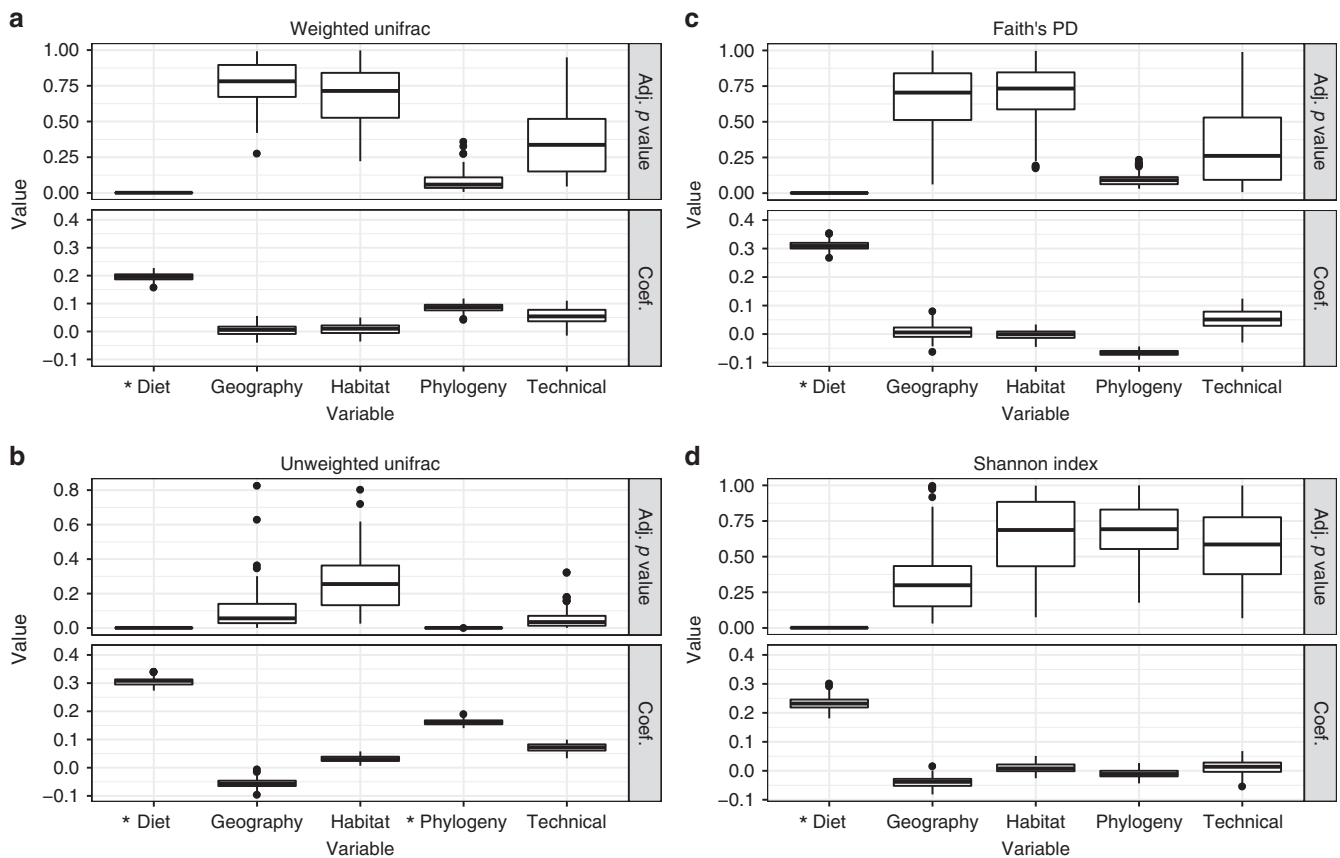 a
Weighted unifrac
1.00
0.75
0.50
0.25
0.00
Adj. p value
0.4
0.3
0.2
0.1
0.0
−0.1
Coef.
Value
* Diet Geography Habitat Phylogeny Technical
Variable
b
Unweighted unifrac
0.8
0.6
0.4
0.2
0.0
Adj. p value
0.4
0.3
0.2
0.1
0.0
−0.1
Coef.
Value
* Diet Geography Habitat * Phylogeny Technical
Variable
c
Faith's PD
1.00
0.75
0.50
0.25
0.00
Adj. p value
0.4
0.3
0.2
0.1
0.0
−0.1
Coef.
Value
* Diet Geography Habitat Phylogeny Technical
Variable
d
Shannon index
1.00
0.75
0.50
0.25
0.00
Adj. p value
0.4
0.3
0.2
0.1
0.0
−0.1
Coef.
Value
* Diet Geography Habitat Phylogeny Technical
Variable